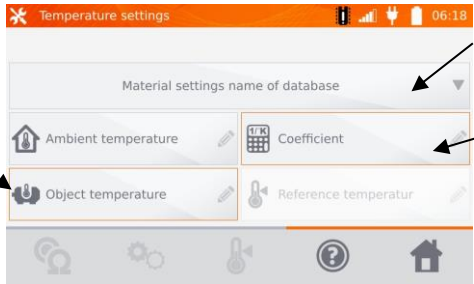 Temperature settings 06:18
Material settings name of database
Ambient temperature 1/K Coefficient
Object temperature Reference temperatur
Ω
?